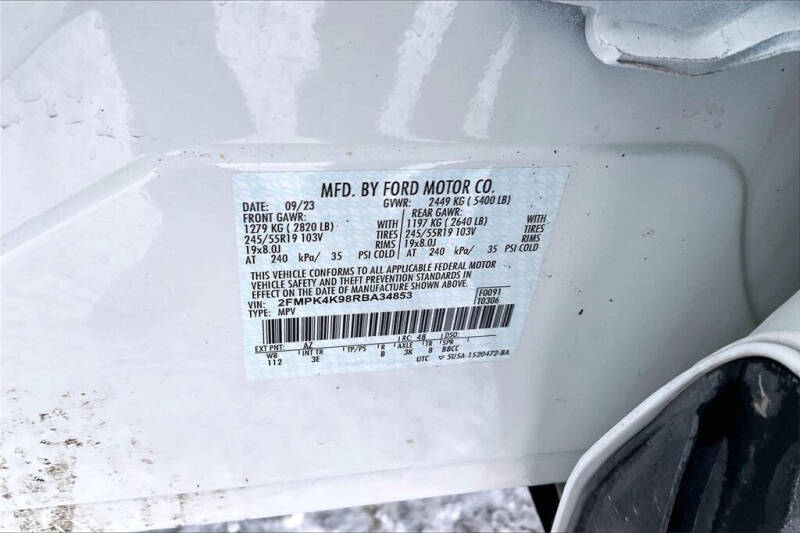 MFD. BY FORD MOTOR CO.
DATE: 09/23 GVWR: 2449 KG ( 5400 LB)
FRONT GAWR: REAR GAWR:
1279 KG ( 2820 LB) WITH 1197 KG ( 2640 LB) WITH
245/55R19 103V TIRES 245/55R19 103V TIRES
19x8.0J RIMS 19x8.0J RIMS
AT 240 kPa/ 35 PSI COLD AT 240 kPa/ 35 PSI COLD
THIS VEHICLE CONFORMS TO ALL APPLICABLE FEDERAL MOTOR
VEHICLE SAFETY AND THEFT PREVENTION STANDARDS IN
EFFECT ON THE DATE OF MANUFACTURE SHOWN ABOVE.
VIN: 2FMPK4K98RBA34853 F0091
TYPE: MPV T0306
EXT PNT: AZ RC: 48 DSO:
WB INT TR TP/PS R AXLE TR SPR
112 3E B 3K 8 BBCC
UTC 5U5A-1520472-BA